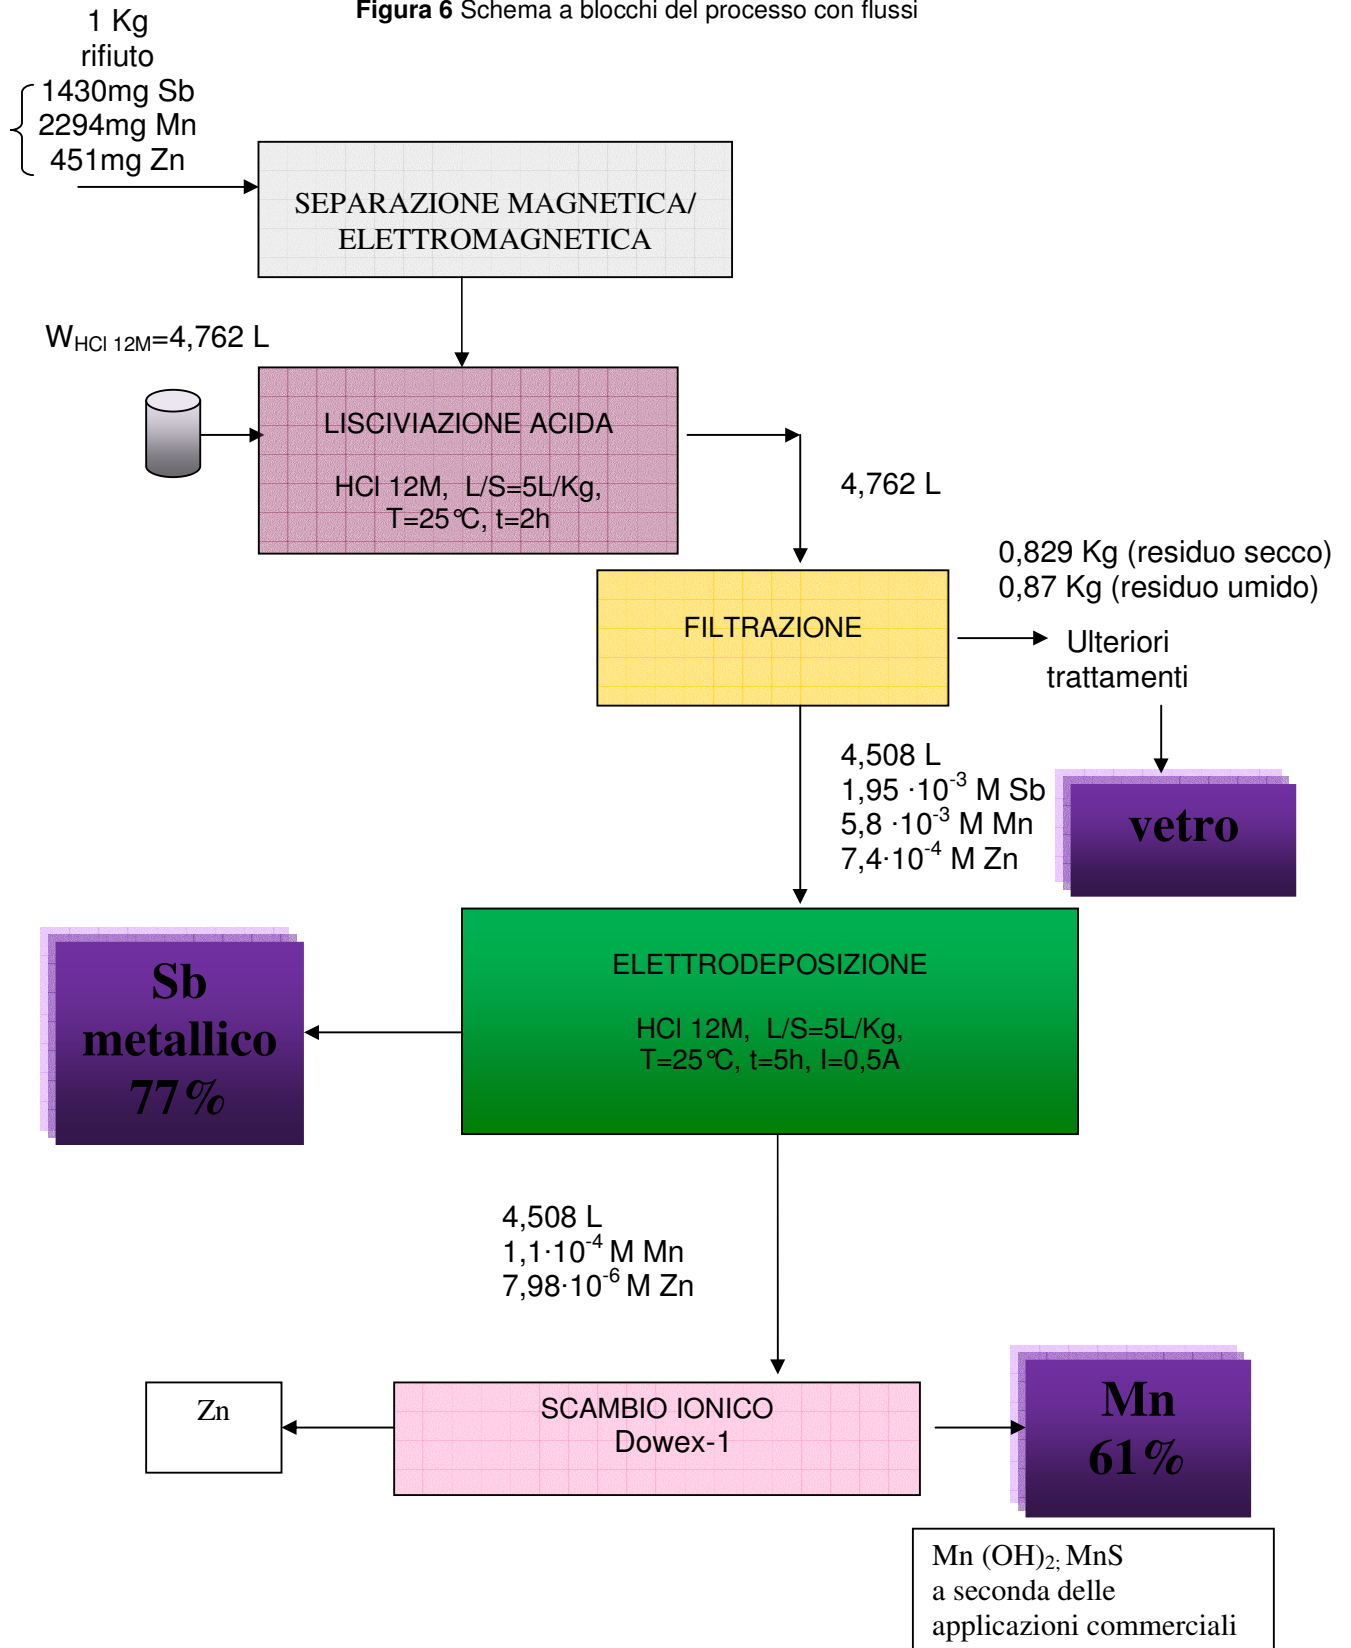 Figura 6 Schema a blocchi del processo con flussi
1 Kg
rifiuto
1430mg Sb
2294mg Mn
451mg Zn
SEPARAZIONE MAGNETICA/
ELETTROMAGNETICA
W_HCl 12M=4,762 L
LISCIVIAZIONE ACIDA
HCl 12M, L/S=5L/Kg,
T=25°C, t=2h
4,762 L
0,829 Kg (residuo secco)
0,87 Kg (residuo umido)
FILTRAZIONE
Ulteriori
trattamenti
4,508 L
1,95 ·10^-3 M Sb
5,8 ·10^-3 M Mn
7,4·10^-4 M Zn
vetro
ELETTRODEPOSIZIONE
HCl 12M, L/S=5L/Kg,
T=25°C, t=5h, I=0,5A
Sb
metallico
77%
4,508 L
1,1·10^-4 M Mn
7,98·10^-6 M Zn
Zn
SCAMBIO IONICO
Dowex-1
Mn
61%
Mn (OH)2; MnS
a seconda delle
applicazioni commerciali